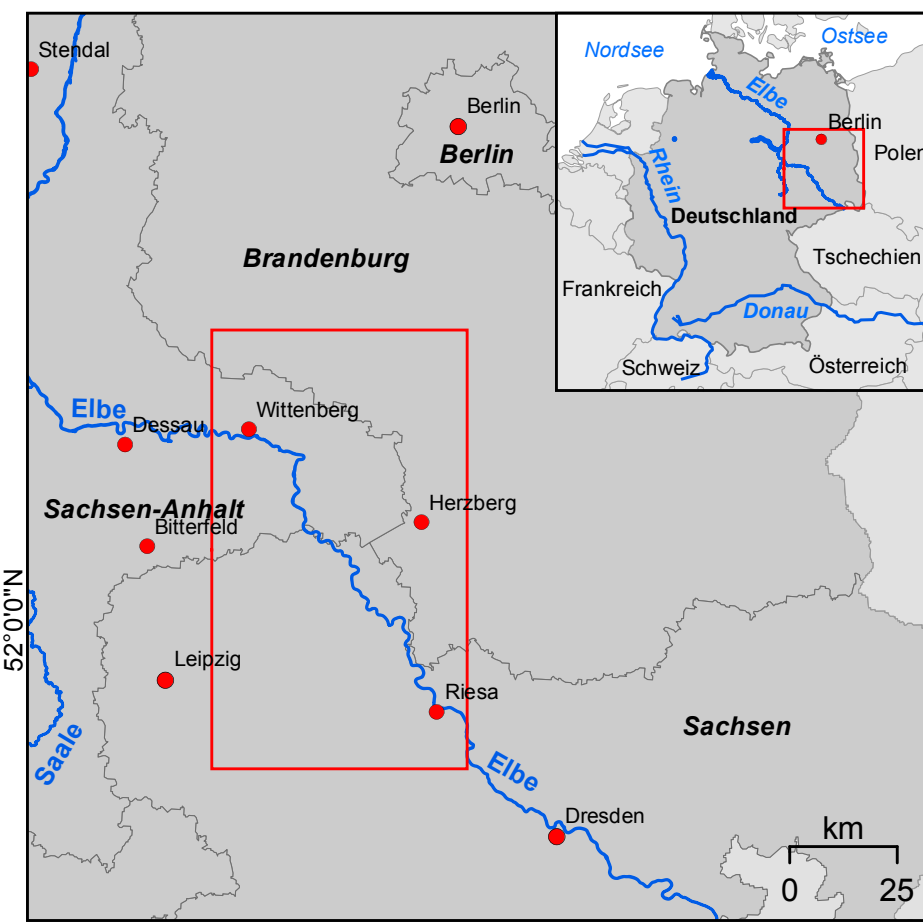 Stendal
Berlin
Berlin
Brandenburg
Elbe
Dessau
Wittenberg
Sachsen-Anhalt
Bitterfeld
Herzberg
52°0'0"N
Leipzig
Riesa
Saale
Sachsen
Elbe
Dresden
km
0 25
Nordsee
Ostsee
Elbe
Berlin
Polen
Rhein
Deutschland
Tschechien
Frankreich
Donau
Schweiz
Österreich